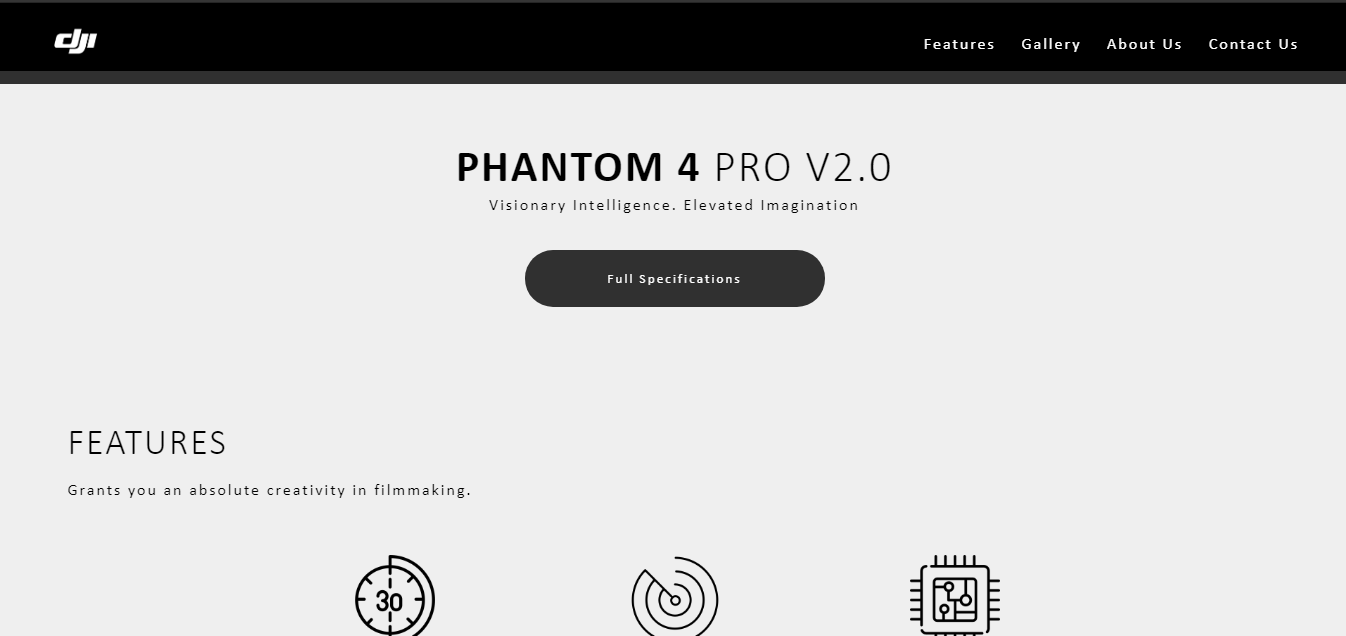 dji
Features Gallery About Us Contact Us
PHANTOM 4 PRO V2.0
Visionary Intelligence. Elevated Imagination
Full Specifications
FEATURES
Grants you an absolute creativity in filmmaking.
30